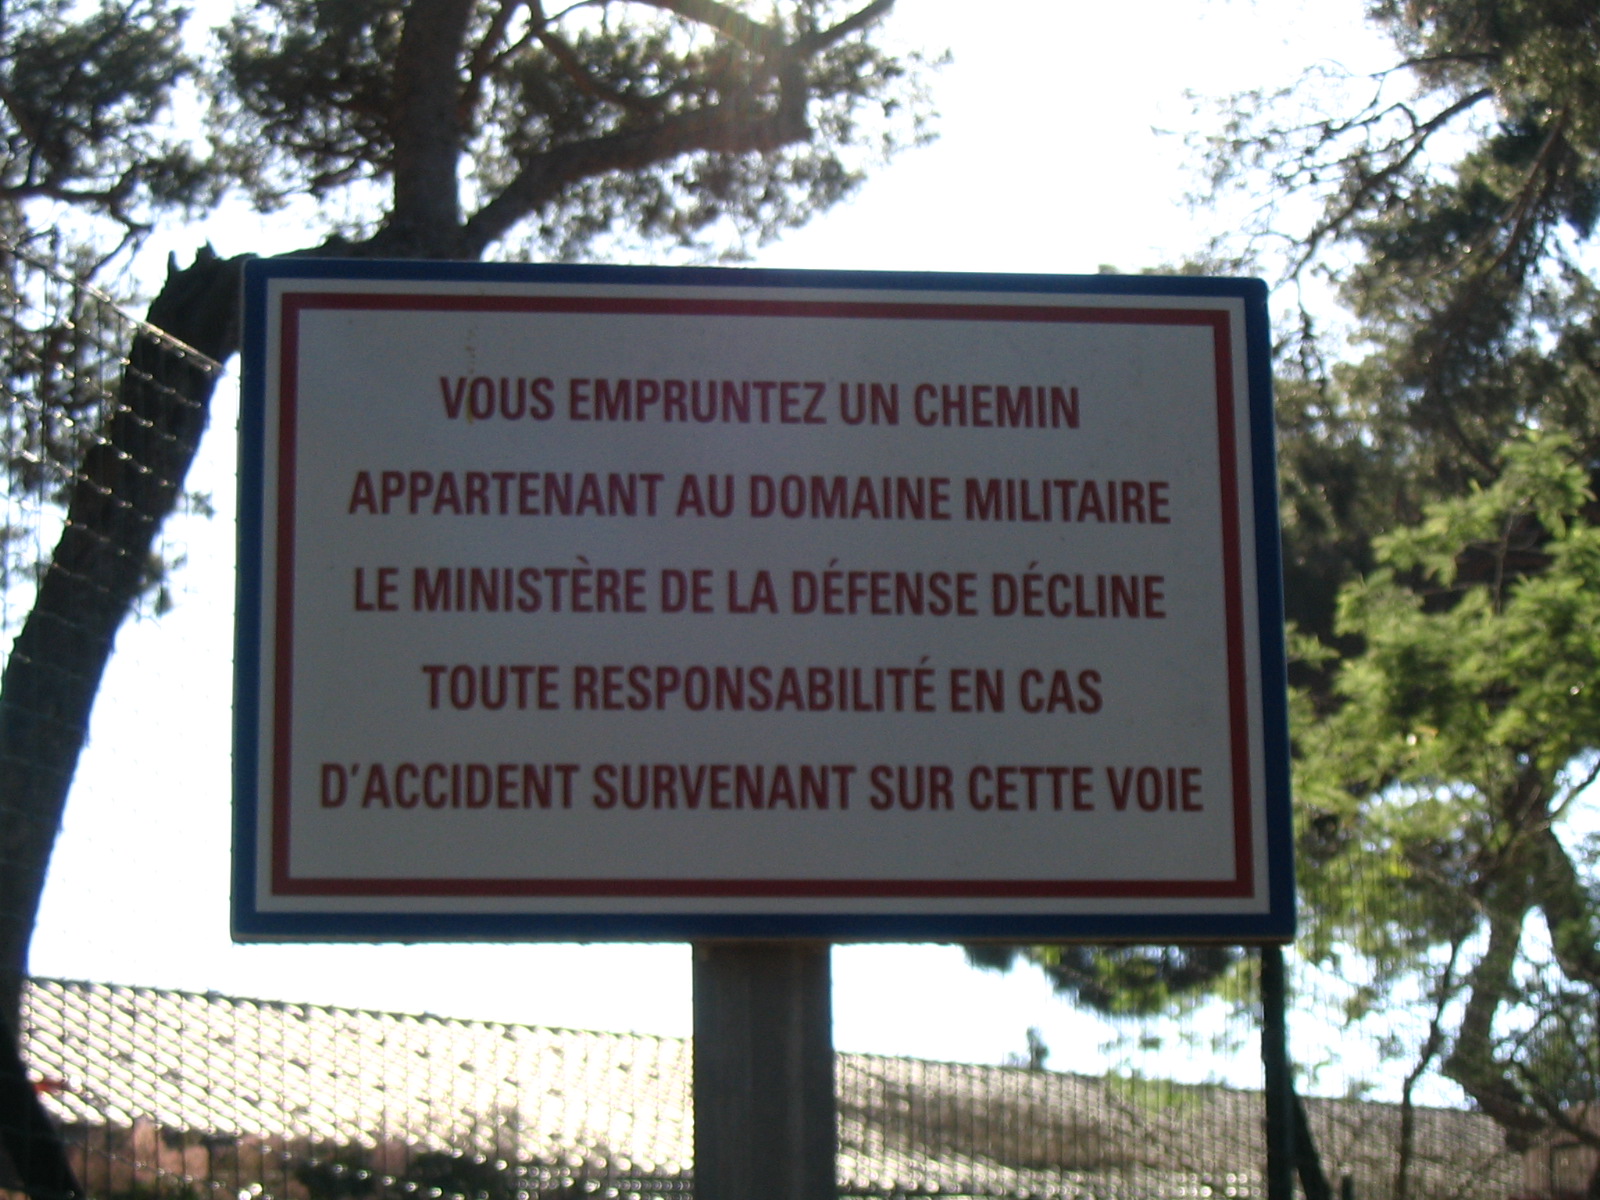 VOUS EMPRUNTEZ UN CHEMIN
APPARTENANT AU DOMAINE MILITAIRE
LE MINISTÈRE DE LA DÉFENSE DÉCLINE
TOUTE RESPONSABILITÉ EN CAS
D'ACCIDENT SURVENANT SUR CETTE VOIE